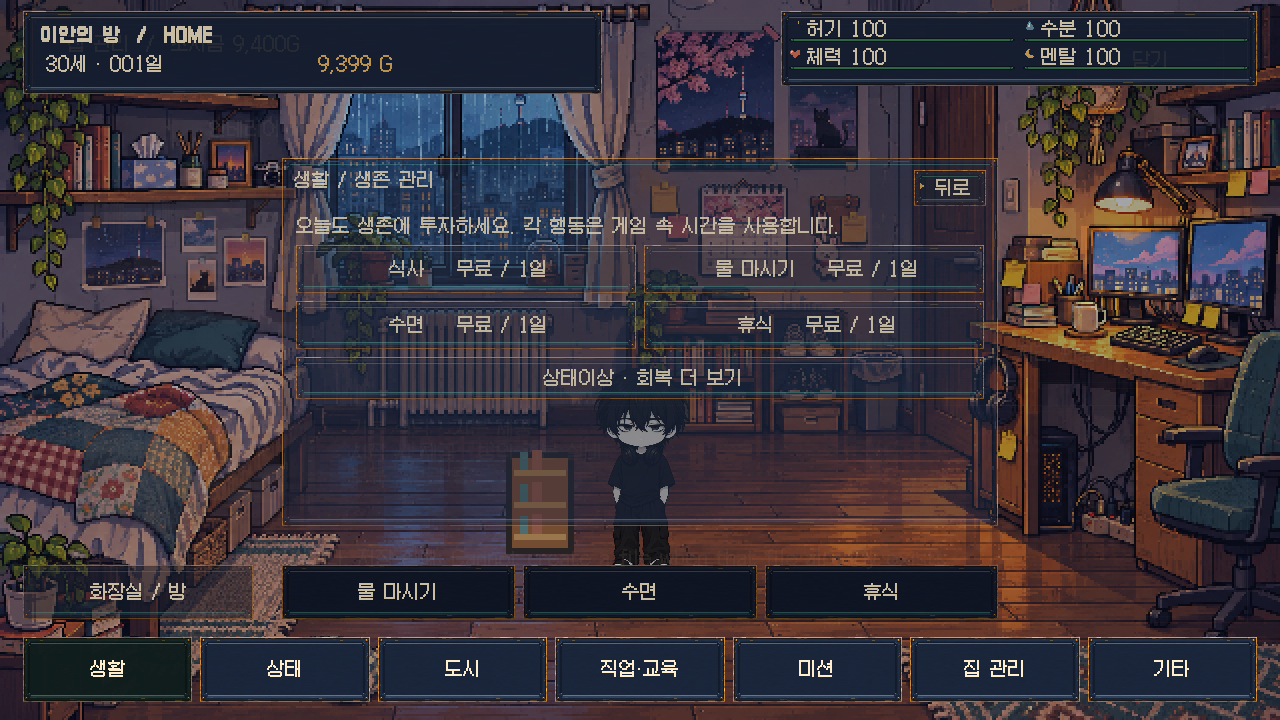 이안의 방 / HOME
30세 · 001일 9,399 G
허기 100 수분 100
체력 100 멘탈 100
닫기
생활 / 생존 관리
뒤로
오늘도 생존에 투자하세요. 각 행동은 게임 속 시간을 사용합니다.
식사 무료 / 1일 물 마시기 무료 / 1일
수면 무료 / 1일 휴식 무료 / 1일
상태이상 · 회복 더 보기
화장실 / 방 물 마시기 수면 휴식
생활 상태 도시 직업·교육 미션 집 관리 기타